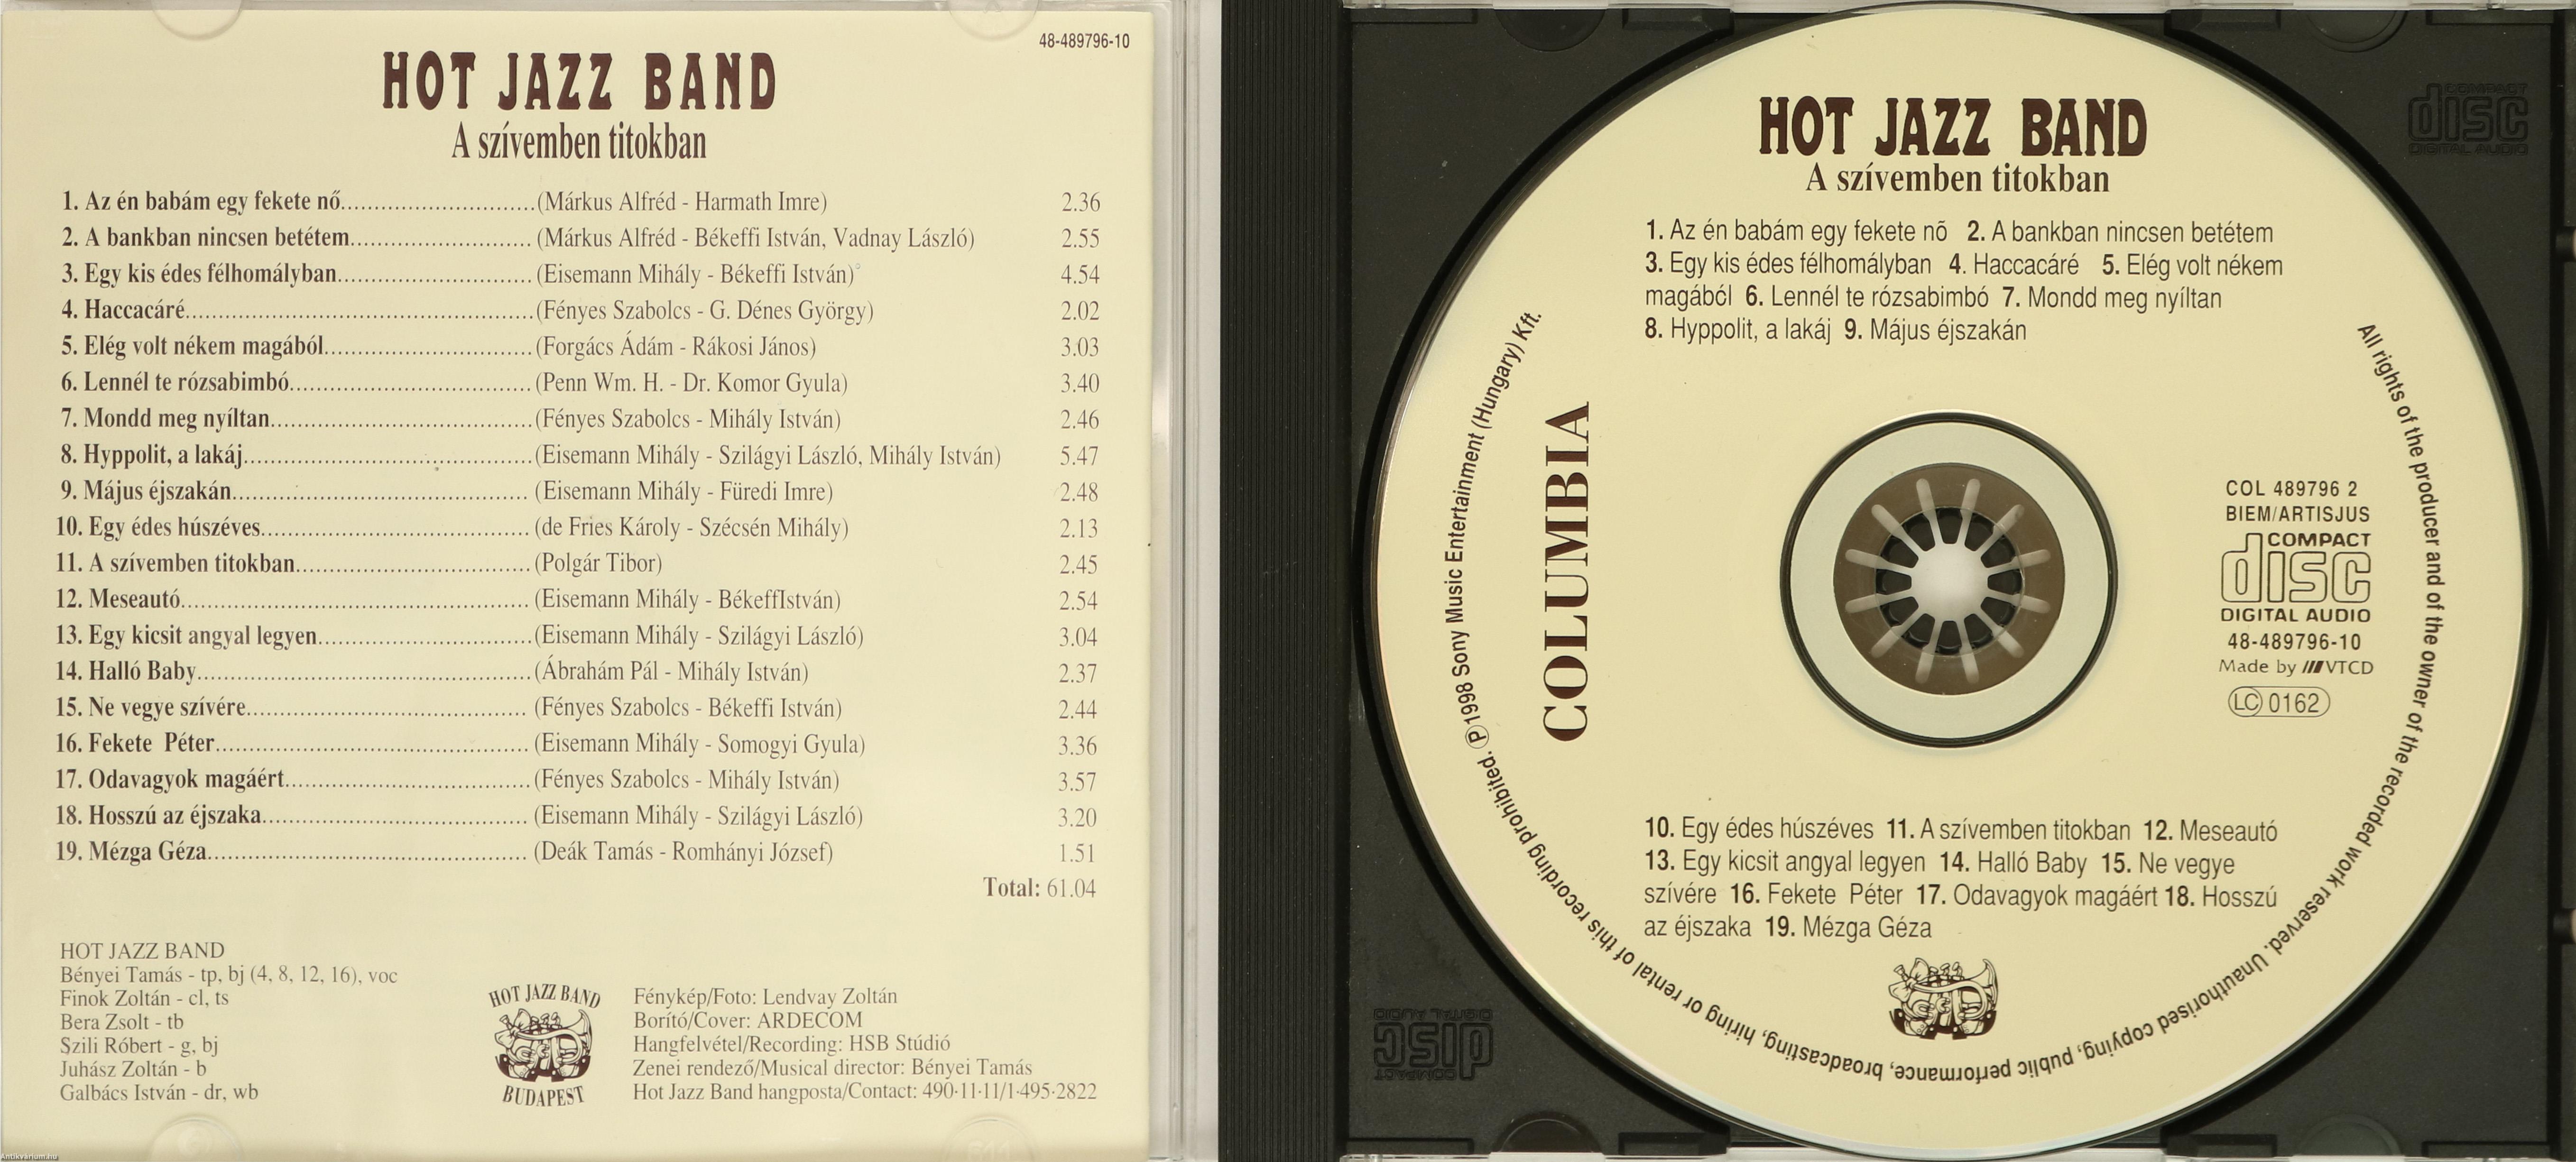 48-489796-10
HOT JAZZ BAND
A szívemben titokban
1. Az én babám egy fekete nő.............................(Márkus Alfréd - Harmath Imre) 2.36
2. A bankban nincsen betétem........................... (Márkus Alfréd - Békeffi István, Vadnay László) 2.55
3. Egy kis édes félhomályban............................. (Eisemann Mihály - Békeffi István) 4.54
4. Haccacáré....................................................(Fényes Szabolcs - G. Dénes György) 2.02
5. Elég volt nékem magából...............................(Forgács Ádám - Rákosi János) 3.03
6. Lennél te rózsabimbó.................................... (Penn Wm. H. - Dr. Komor Gyula) 3.40
7. Mondd meg nyíltan.......................................(Fényes Szabolcs - Mihály István) 2.46
8. Hyppolit, a lakáj...........................................(Eisemann Mihály - Szilágyi László, Mihály István) 5.47
9. Május éjszakán............................................. (Eisemann Mihály - Füredi Imre) 2.48
10. Egy édes húszéves........................................ (de Fries Károly - Szécsén Mihály) 2.13
11. A szívemben titokban...................................(Polgár Tibor) 2.45
12. Meseautó.................................................... (Eisemann Mihály - BékeffIstván) 2.54
13. Egy kicsit angyal legyen................................(Eisemann Mihály - Szilágyi László) 3.04
14. Halló Baby..................................................(Ábrahám Pál - Mihály István) 2.37
15. Ne vegye szívére.......................................... (Fényes Szabolcs - Békeffi István) 2.44
16. Fekete Péter............................................... (Eisemann Mihály - Somogyi Gyula) 3.36
17. Odavagyok magáért.....................................(Fényes Szabolcs - Mihály István) 3.57
18. Hosszú az éjszaka........................................ (Eisemann Mihály - Szilágyi László) 3.20
19. Mézga Géza................................................ (Deák Tamás - Romhányi József) 1.51
Total: 61.04
HOT JAZZ BAND
Bényei Tamás - tp, bj (4, 8, 12, 16), voc
Finok Zoltán - cl, ts
Bera Zsolt - tb
Szili Róbert - g, bj
Juhász Zoltán - b
Galbács István - dr, wb
HOT JAZZ BAND
BUDAPEST
Fénykép/Foto: Lendvay Zoltán
Borító/Cover: ARDECOM
Hangfelvétel/Recording: HSB Stúdió
Zenei rendező/Musical director: Bényei Tamás
Hot Jazz Band hangposta/Contact: 490-11-11/1-495-2822
Antikvárium.hu
HOT JAZZ BAND
A szívemben titokban
1. Az én babám egy fekete nő 2. A bankban nincsen betétem
3. Egy kis édes félhomályban 4. Haccacáré 5. Elég volt nékem
magából 6. Lennél te rózsabimbó 7. Mondd meg nyíltan
8. Hyppolit, a lakáj 9. Május éjszakán
COLUMBIA
COL 489796 2
BIEM/ARTISJUS
COMPACT
disc
DIGITAL AUDIO
48-489796-10
Made by VTCD
LC 0162
10. Egy édes húszéves 11. A szívemben titokban 12. Meseautó
13. Egy kicsit angyal legyen 14. Halló Baby 15. Ne vegye
szívére 16. Fekete Péter 17. Odavagyok magáért 18. Hosszú
az éjszaka 19. Mézga Géza
All rights of the producer and of the owner of the recorded work reserved. Unauthorised copying, public performance, broadcasting, hiring or rental of this recording prohibited. Ⓟ1998 Sony Music Entertainment (Hungary) Kft.
COMPACT
disc
DIGITAL AUDIO
COMPACT
disc
DIGITAL AUDIO